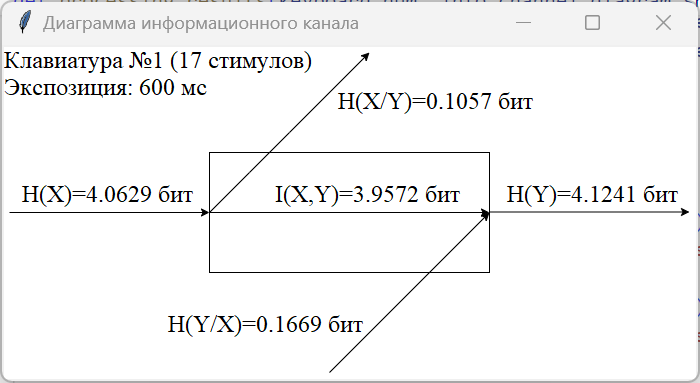 Диаграмма информационного канала
Клавиатура №1 (17 стимулов)
Экспозиция: 600 мс
H(X/Y)=0.1057 бит
H(X)=4.0629 бит
I(X,Y)=3.9572 бит
H(Y)=4.1241 бит
H(Y/X)=0.1669 бит